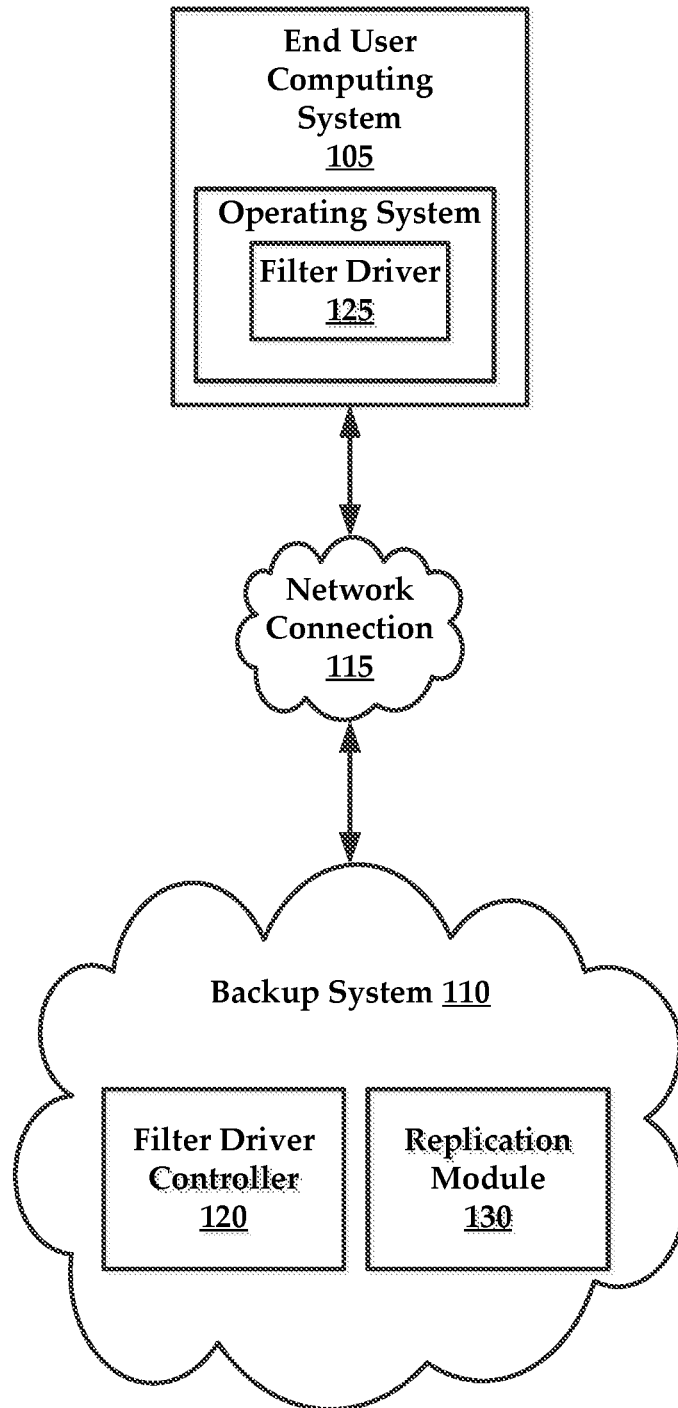 End User
Computing
System
105
Operating System
Filter Driver
125
Network
Connection
115
Backup System 110
Filter Driver
Controller
120
Replication
Module
130